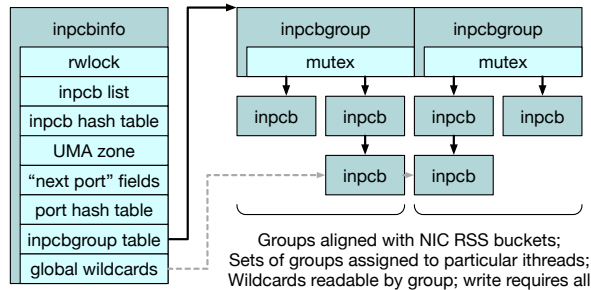 inpcbinfo
rwlock
inpcb list
inpcb hash table
UMA zone
“next port” fields
port hash table
inpcbgroup table
global wildcards
inpcbgroup inpcbgroup
mutex mutex
inpcb inpcb inpcb inpcb
inpcb inpcb
Groups aligned with NIC RSS buckets;
Sets of groups assigned to particular ithreads;
Wildcards readable by group; write requires all